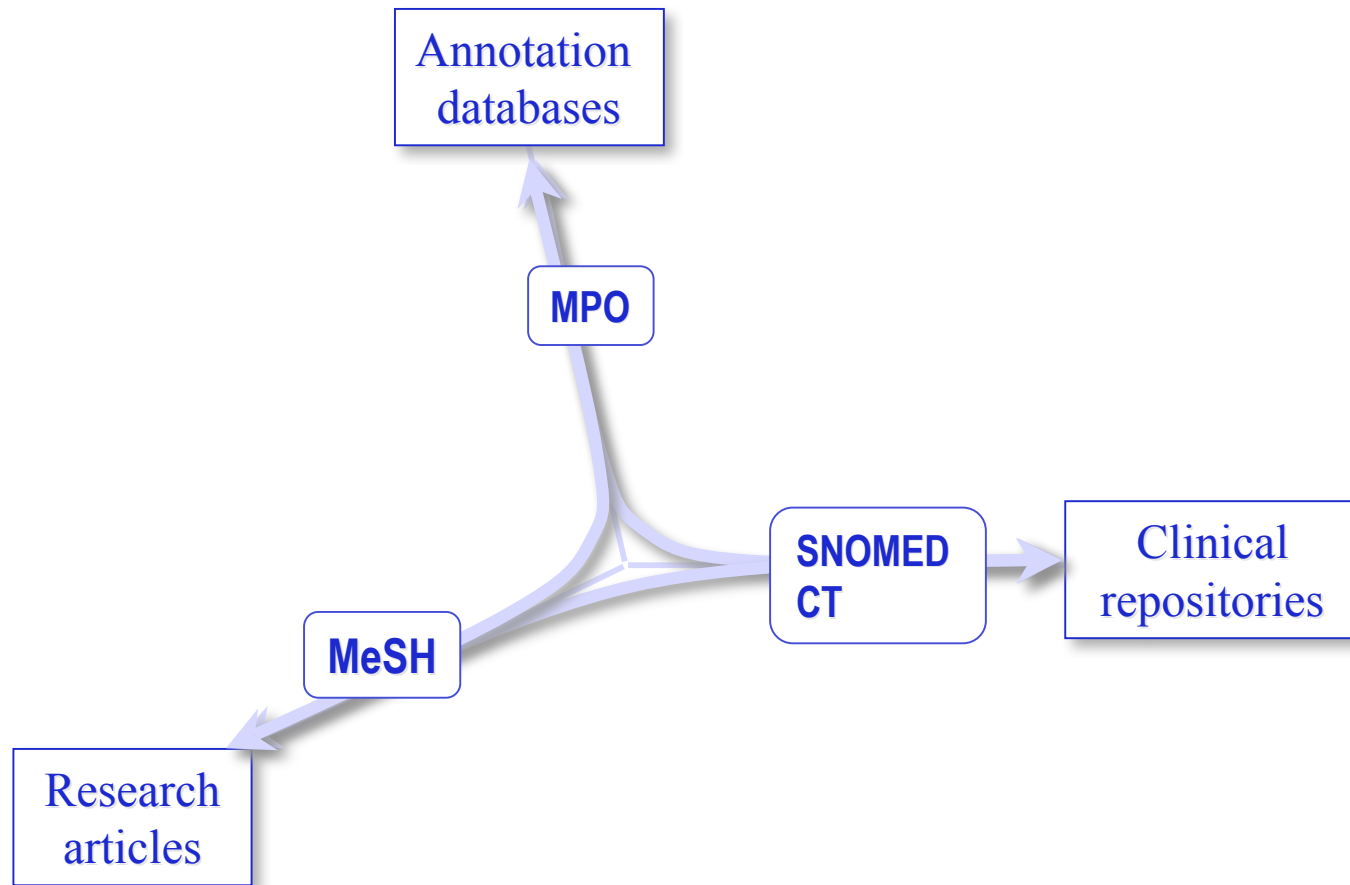 Annotation
databases
MPO
SNOMED
CT
Clinical
repositories
MeSH
Research
articles